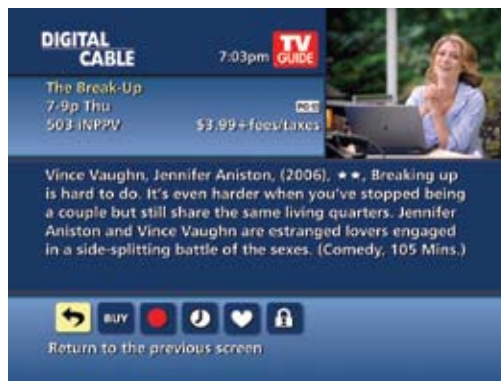 DIGITAL
CABLE
7:03pm
TV
GUIDE
The Break-Up
7-9p Thu
PG-13
503 iNPPV
$3.99+fees/taxes
Vince Vaughn, Jennifer Aniston, (2006), ★★, Breaking up
is hard to do. It's even harder when you've stopped being
a couple but still share the same living quarters. Jennifer
Aniston and Vince Vaughn are estranged lovers engaged
in a side-splitting battle of the sexes. (Comedy, 105 Mins.)
BUY
Return to the previous screen